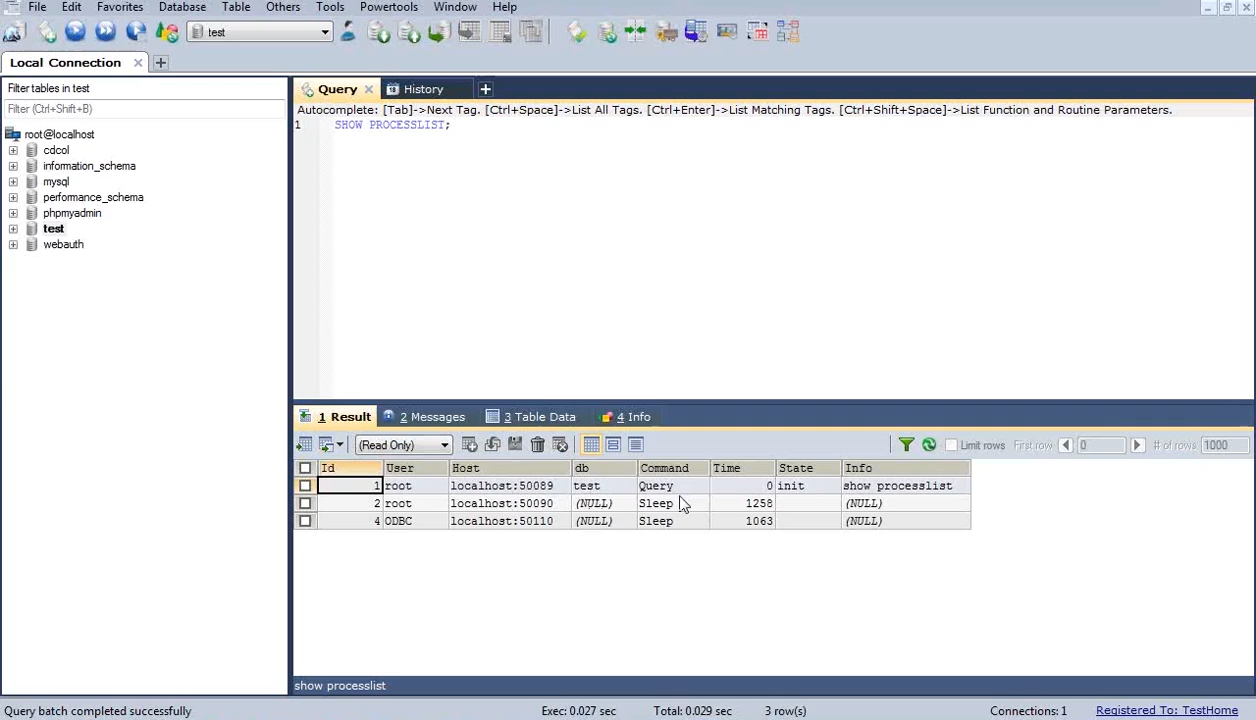 File Edit Favorites Database Table Others Tools Powertools Window Help
test
Local Connection
Filter tables in test
Filter (Ctrl+Shift+B)
root@localhost
cdcol
information_schema
mysql
performance_schema
phpmyadmin
test
webauth
Query History
Autocomplete: [Tab]->Next Tag. [Ctrl+Space]->List All Tags. [Ctrl+Enter]->List Matching Tags. [Ctrl+Shift+Space]->List Function and Routine Parameters.
1 SHOW PROCESSLIST;
1 Result 2 Messages 3 Table Data 4 Info
(Read Only) Limit rows First row 0 # of rows 1000
Id User Host db Command Time State Info
1 root localhost:50089 test Query 0 init show processlist
2 root localhost:50090 (NULL) Sleep 1258 (NULL)
4 ODBC localhost:50110 (NULL) Sleep 1063 (NULL)
show processlist
Query batch completed successfully Exec: 0.027 sec Total: 0.029 sec 3 row(s) Connections: 1 Registered To: TestHome